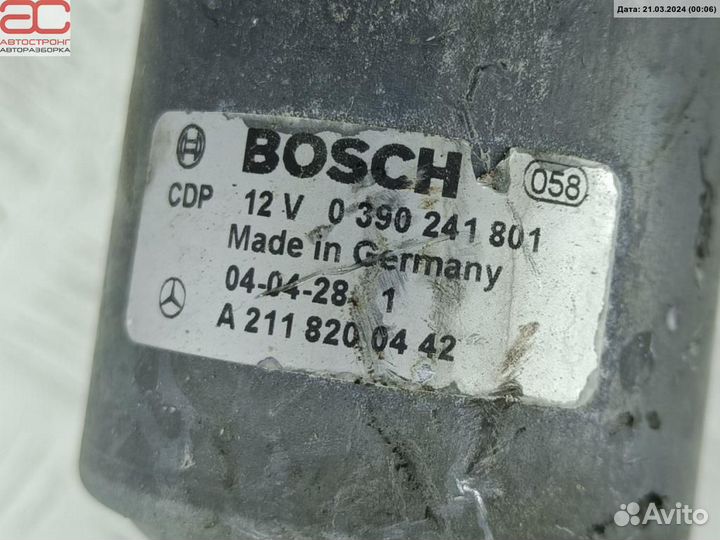 АС
АВТОСТРОНГ
АВТОРАЗБОРКА
Дата: 21.03.2024 (00:06)
BOSCH
058
CDP 12 V 0 390 241 801
Made in Germany
04-04-28. 1
A 211 820 04 42
Avito